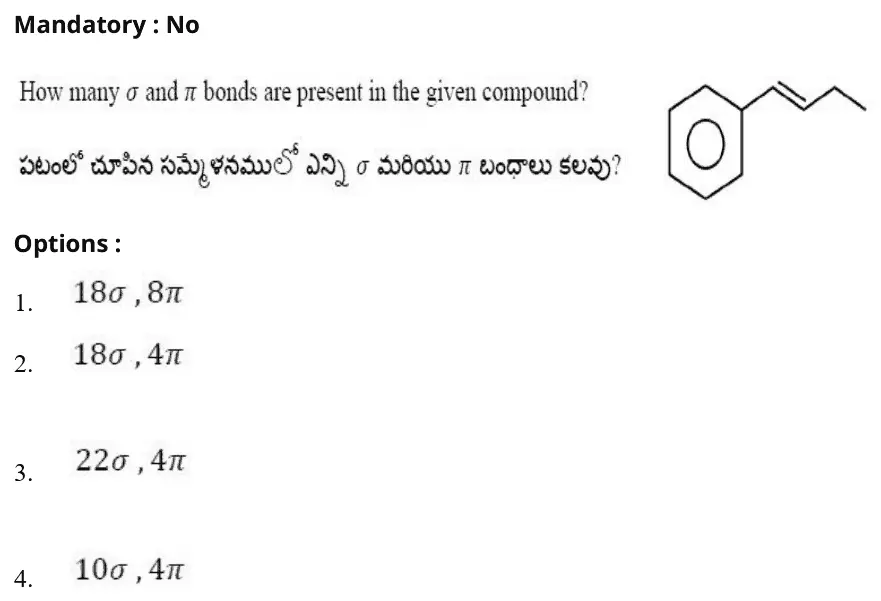 Mandatory : No
How many σ and π bonds are present in the given compound?
పటంలో చూపిన సమ్మేళనములో ఎన్ని σ మరియు π బంధాలు కలవు?
Options :
1. 18σ , 8π
2. 18σ , 4π
3. 22σ , 4π
4. 10σ , 4π